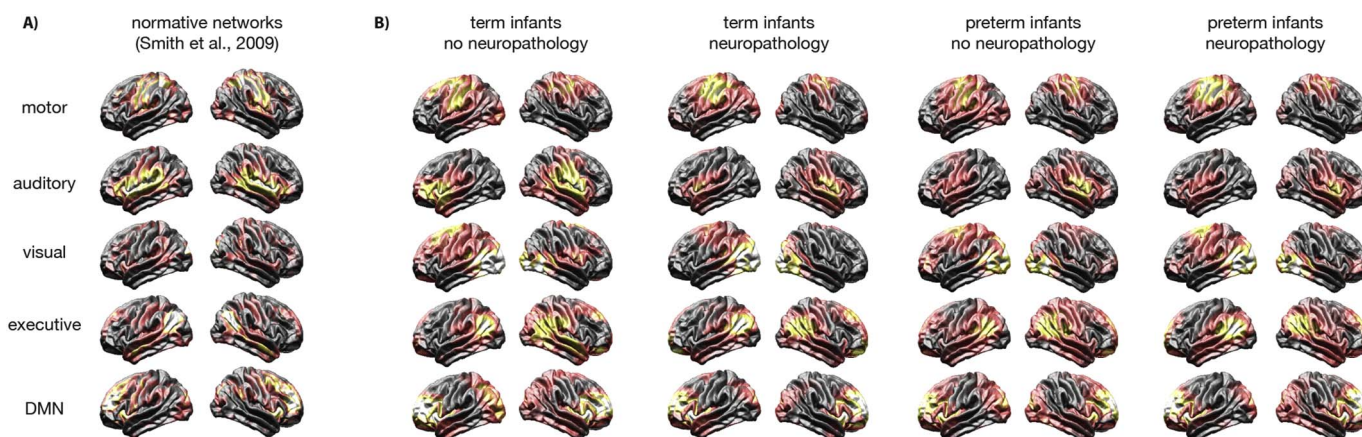 A)
normative networks
(Smith et al., 2009)
B)
term infants
no neuropathology
term infants
neuropathology
preterm infants
no neuropathology
preterm infants
neuropathology
motor
auditory
visual
executive
DMN